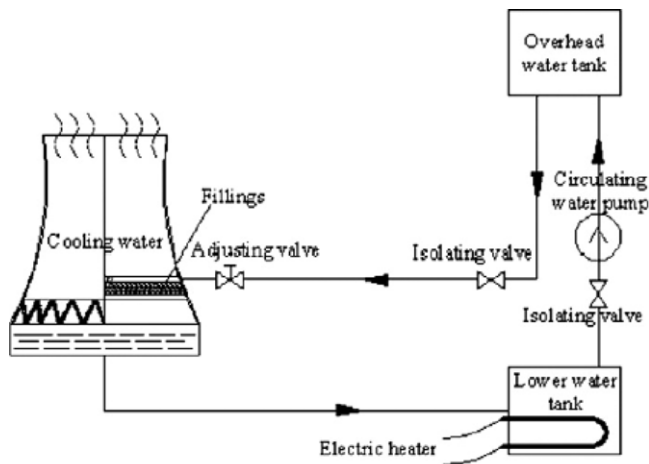 Overhead
water tank
Circulating
water pump
Fillings
Cooling water
Adjusting valve
Isolating valve
Isolating valve
Lower water
tank
Electric heater